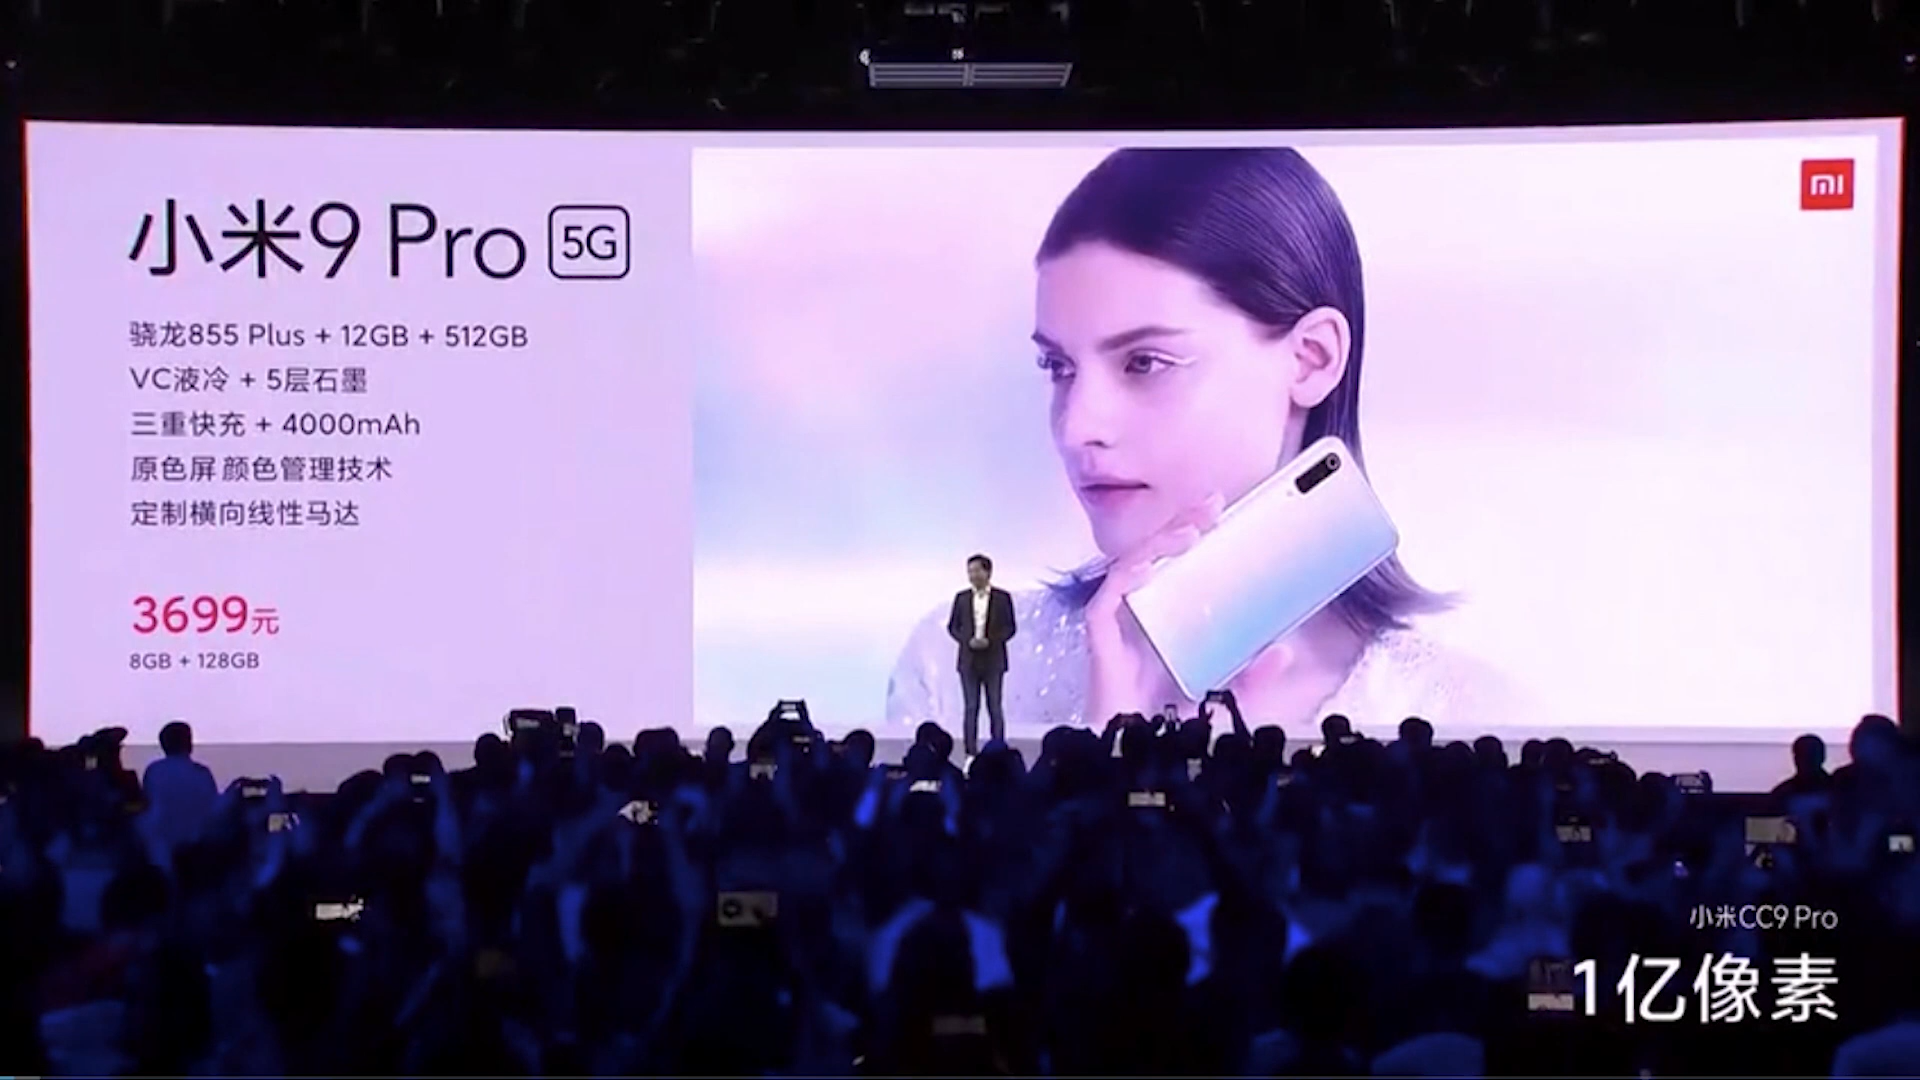 小米9 Pro 5G
骁龙855 Plus + 12GB + 512GB
VC液冷 + 5层石墨
三重快充 + 4000mAh
原色屏 颜色管理技术
定制横向线性马达
3699元
8GB + 128GB
mi
小米CC9 Pro
1亿像素